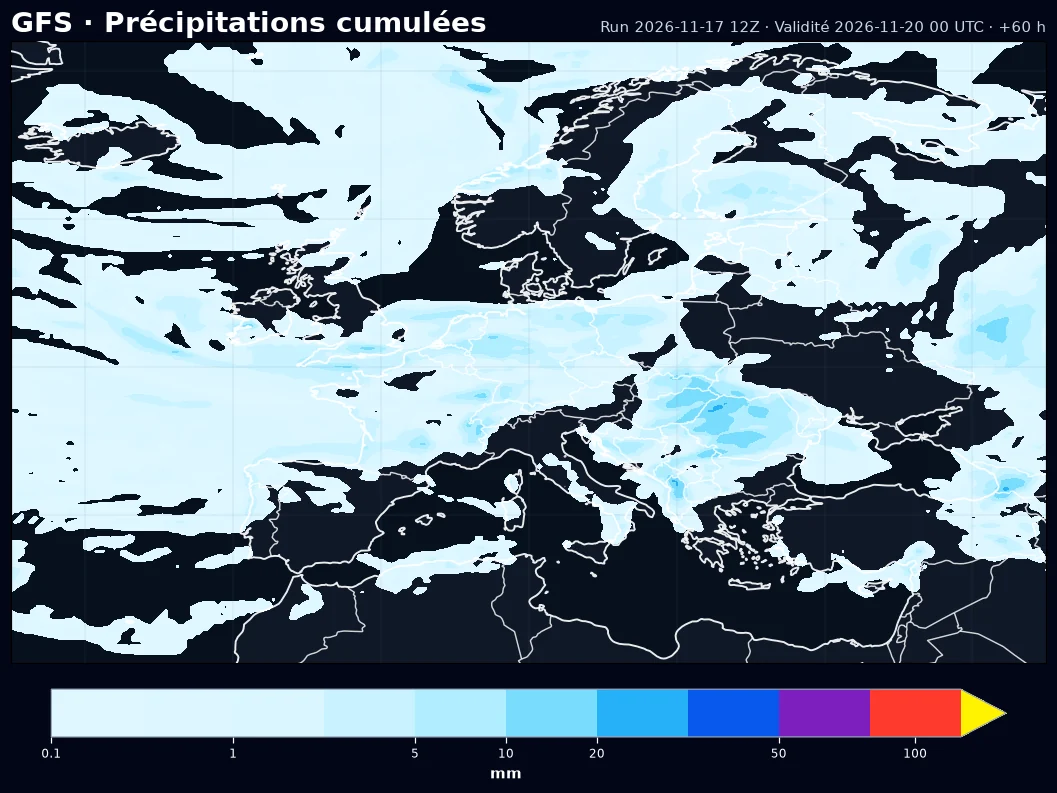 GFS · Précipitations cumulées
Run 2026-11-17 12Z · Validité 2026-11-20 00 UTC · +60 h
0.1 1 5 10 20 50 100
mm